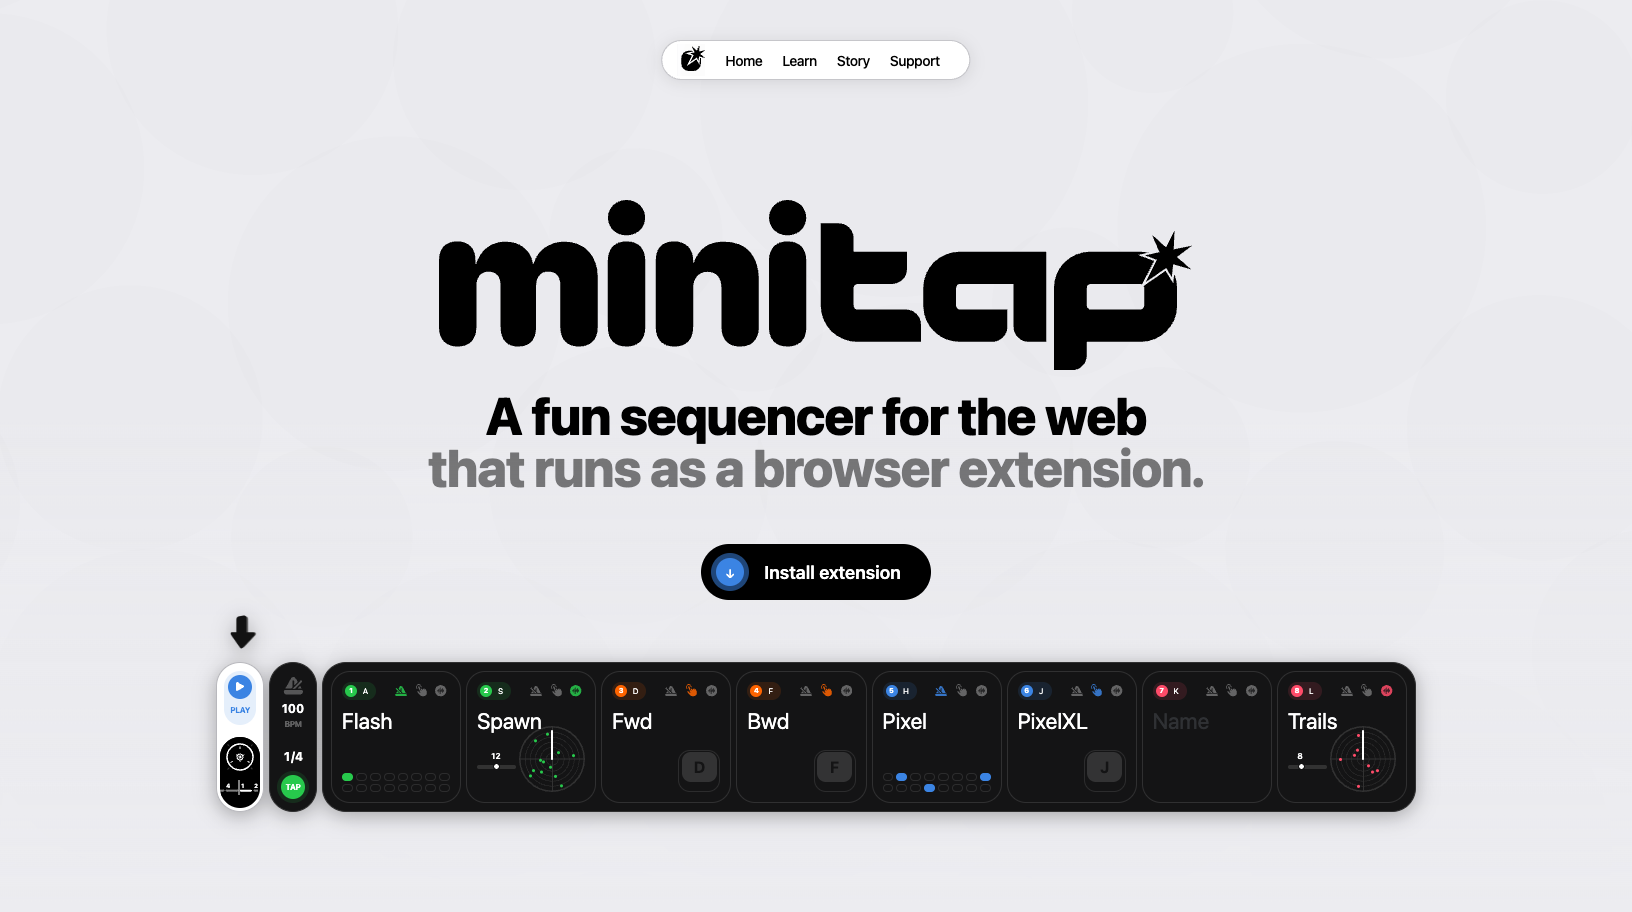 Home Learn Story Support
minitap
A fun sequencer for the web
that runs as a browser extension.
Install extension
PLAY
4 1 2
100
BPM
1/4
TAP
1 A
Flash
2 S
Spawn
12
3 D
Fwd
D
4 F
Bwd
F
5 H
Pixel
6 J
PixelXL
J
7 K
Name
8 L
Trails
8